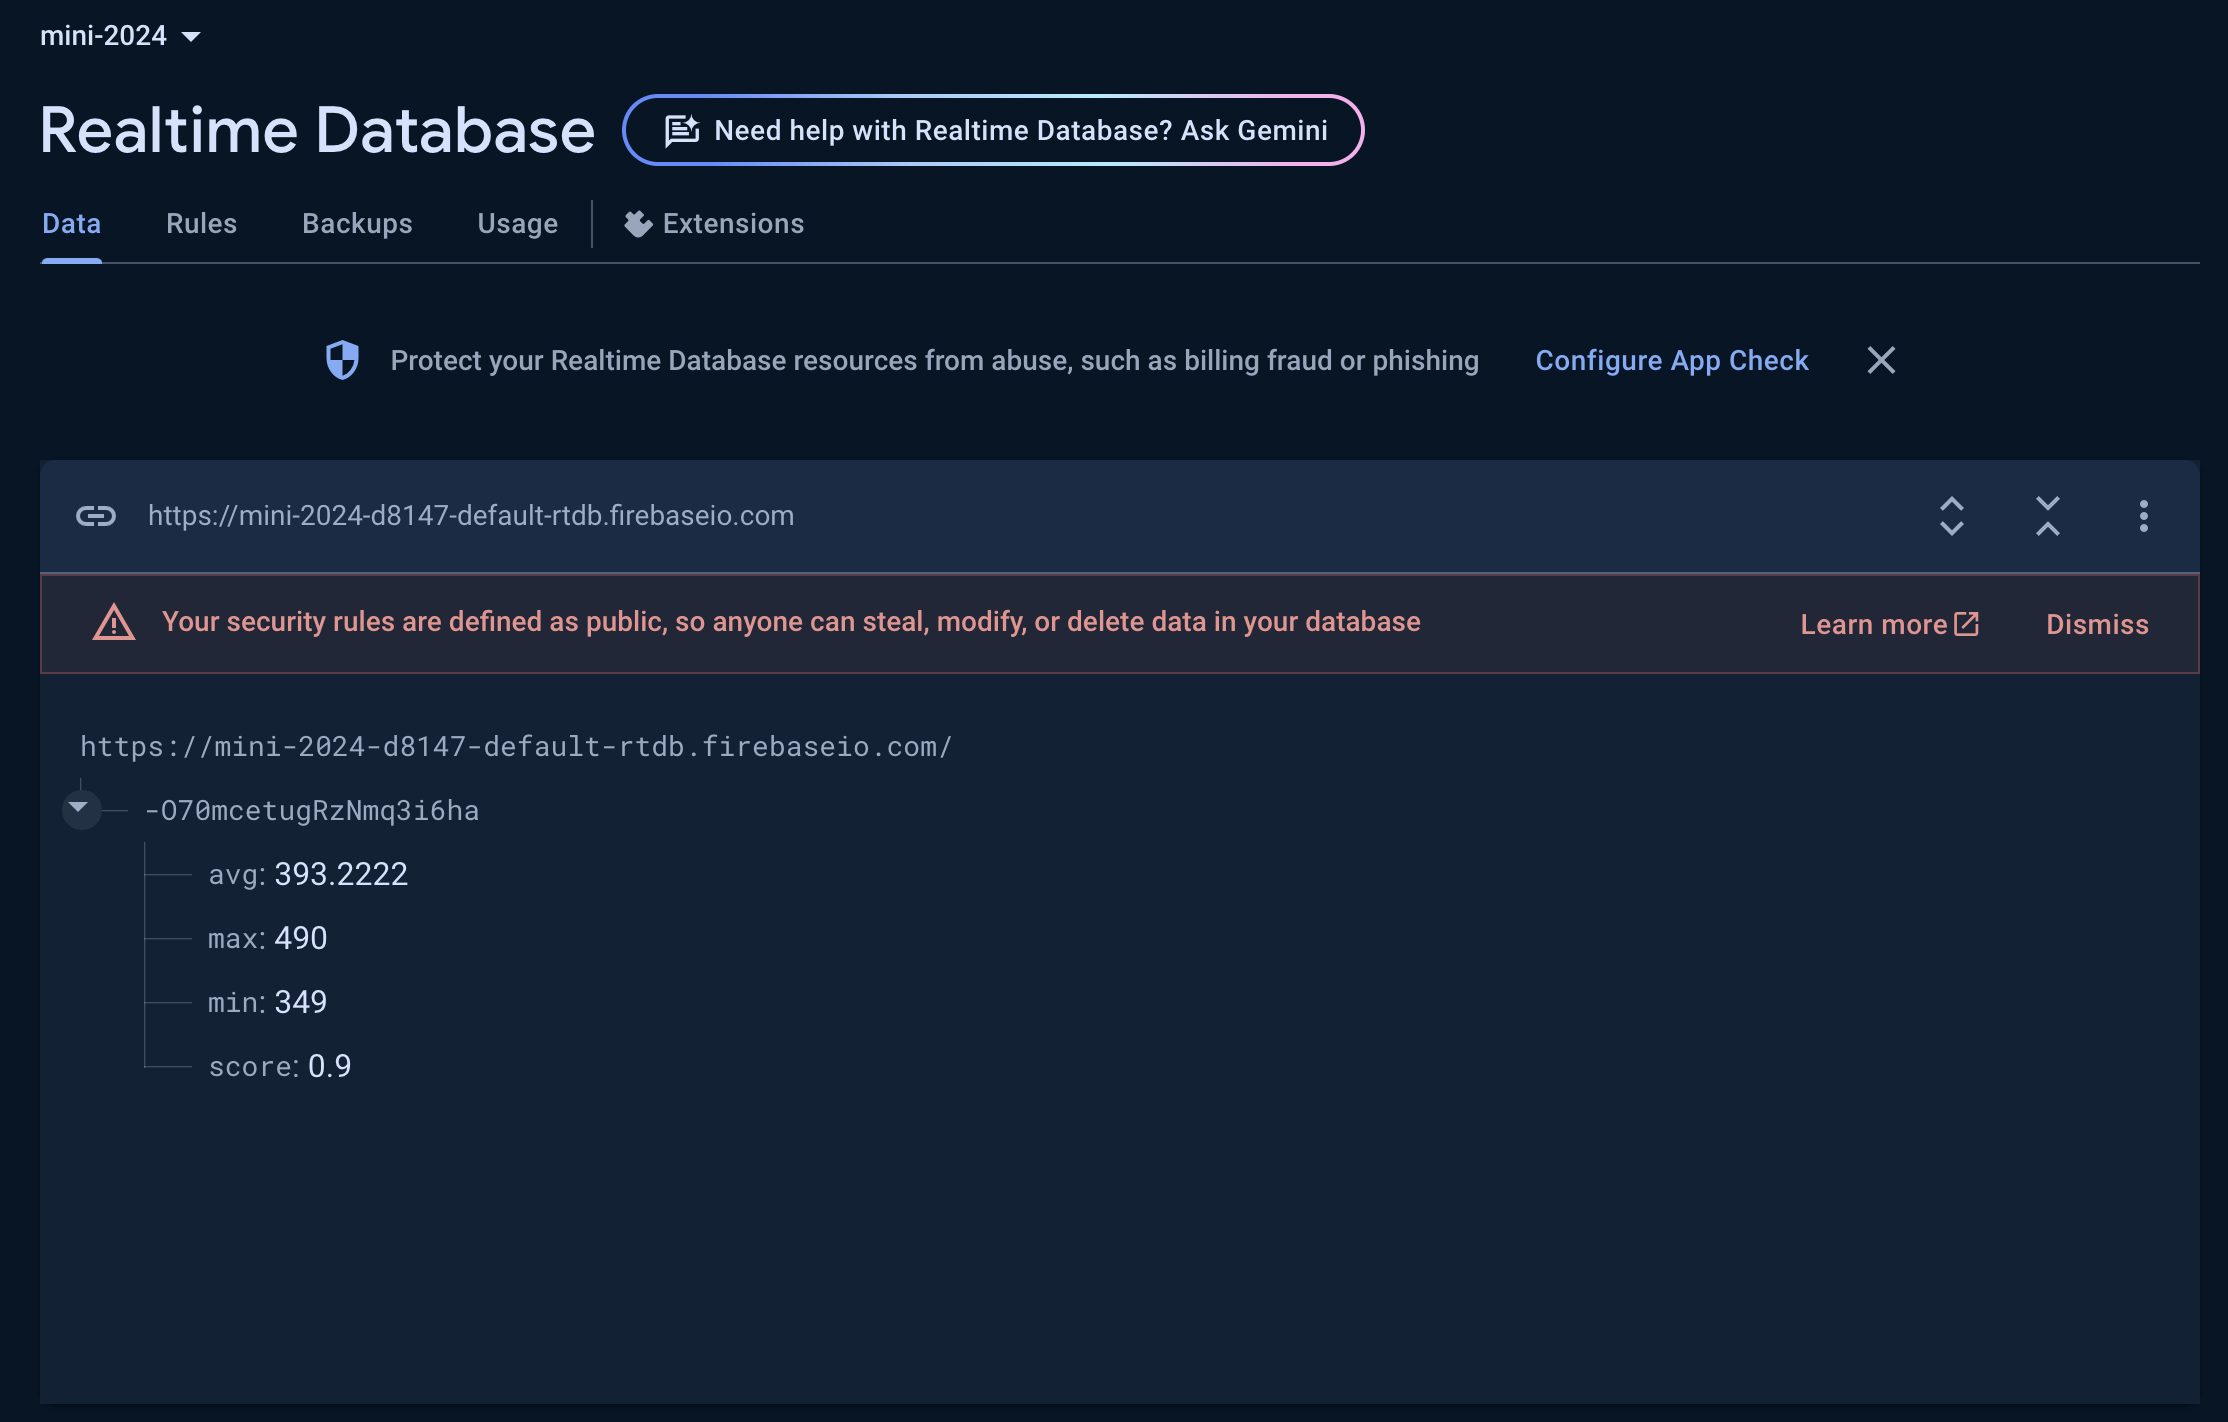 mini-2024
Realtime Database
Need help with Realtime Database? Ask Gemini
Data Rules Backups Usage Extensions
Protect your Realtime Database resources from abuse, such as billing fraud or phishing Configure App Check
https://mini-2024-d8147-default-rtdb.firebaseio.com
Your security rules are defined as public, so anyone can steal, modify, or delete data in your database Learn more Dismiss
https://mini-2024-d8147-default-rtdb.firebaseio.com/
-O70mcetugRzNmq3i6ha
avg: 393.2222
max: 490
min: 349
score: 0.9